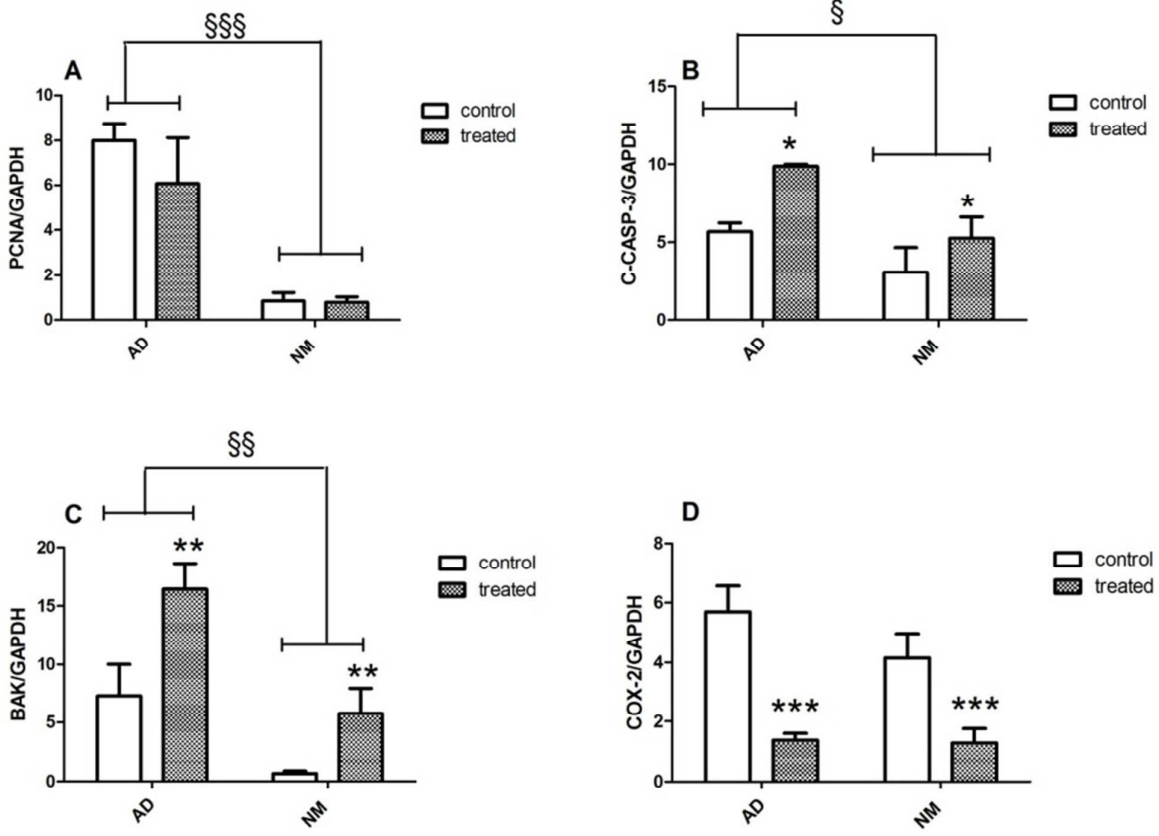 §§§
A
PCNA/GAPDH
10
8
6
4
2
0
AD
NM
control
treated
§
B
C-CASP-3/GAPDH
15
10
5
0
*
*
AD
NM
control
treated
§§
C
BAK/GAPDH
20
15
10
5
0
**
**
AD
NM
control
treated
D
COX-2/GAPDH
8
6
4
2
0
***
***
AD
NM
control
treated